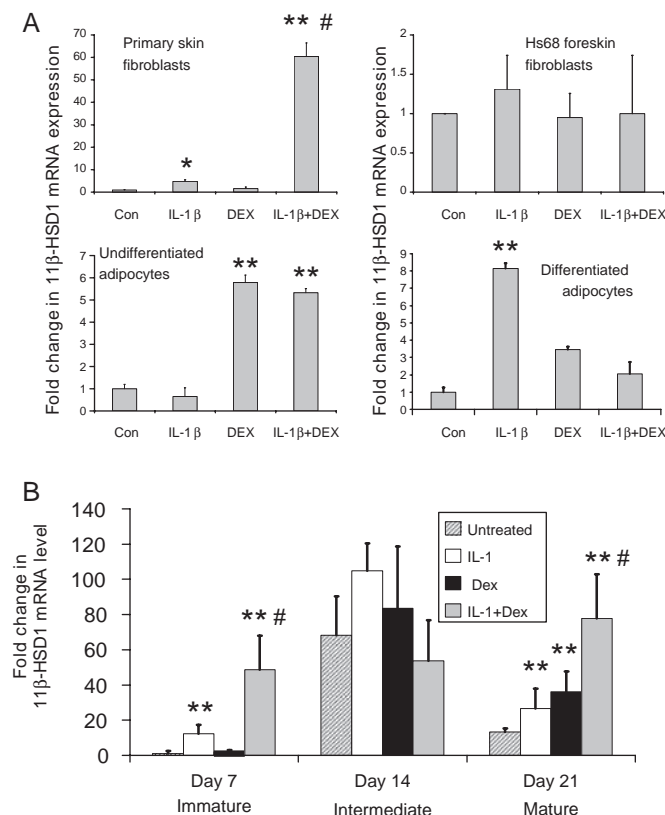 A
Fold change in 11β-HSD1 mRNA expression
Primary skin
fibroblasts
** #
*
70
60
50
40
30
20
10
0
Con IL-1 β DEX IL-1β+DEX
Hs68 foreskin
fibroblasts
2
1.5
1
0.5
0
Con IL-1 β DEX IL-1β+DEX
Fold change in 11β-HSD1 mRNA expression
Undifferentiated
adipocytes
** **
8
7
6
5
4
3
2
1
0
Con IL-1 β DEX IL-1β+DEX
Differentiated
adipocytes
**
9
8
7
6
4
3
2
1
0
Con IL-1 β DEX IL-1β+DEX
B
Fold change in
11β-HSD1 mRNA level
140
120
100
80
60
40
20
0
Untreated
IL-1
Dex
IL-1+Dex
** ** #
** ** ** #
Day 7 Day 14 Day 21
Immature Intermediate Mature